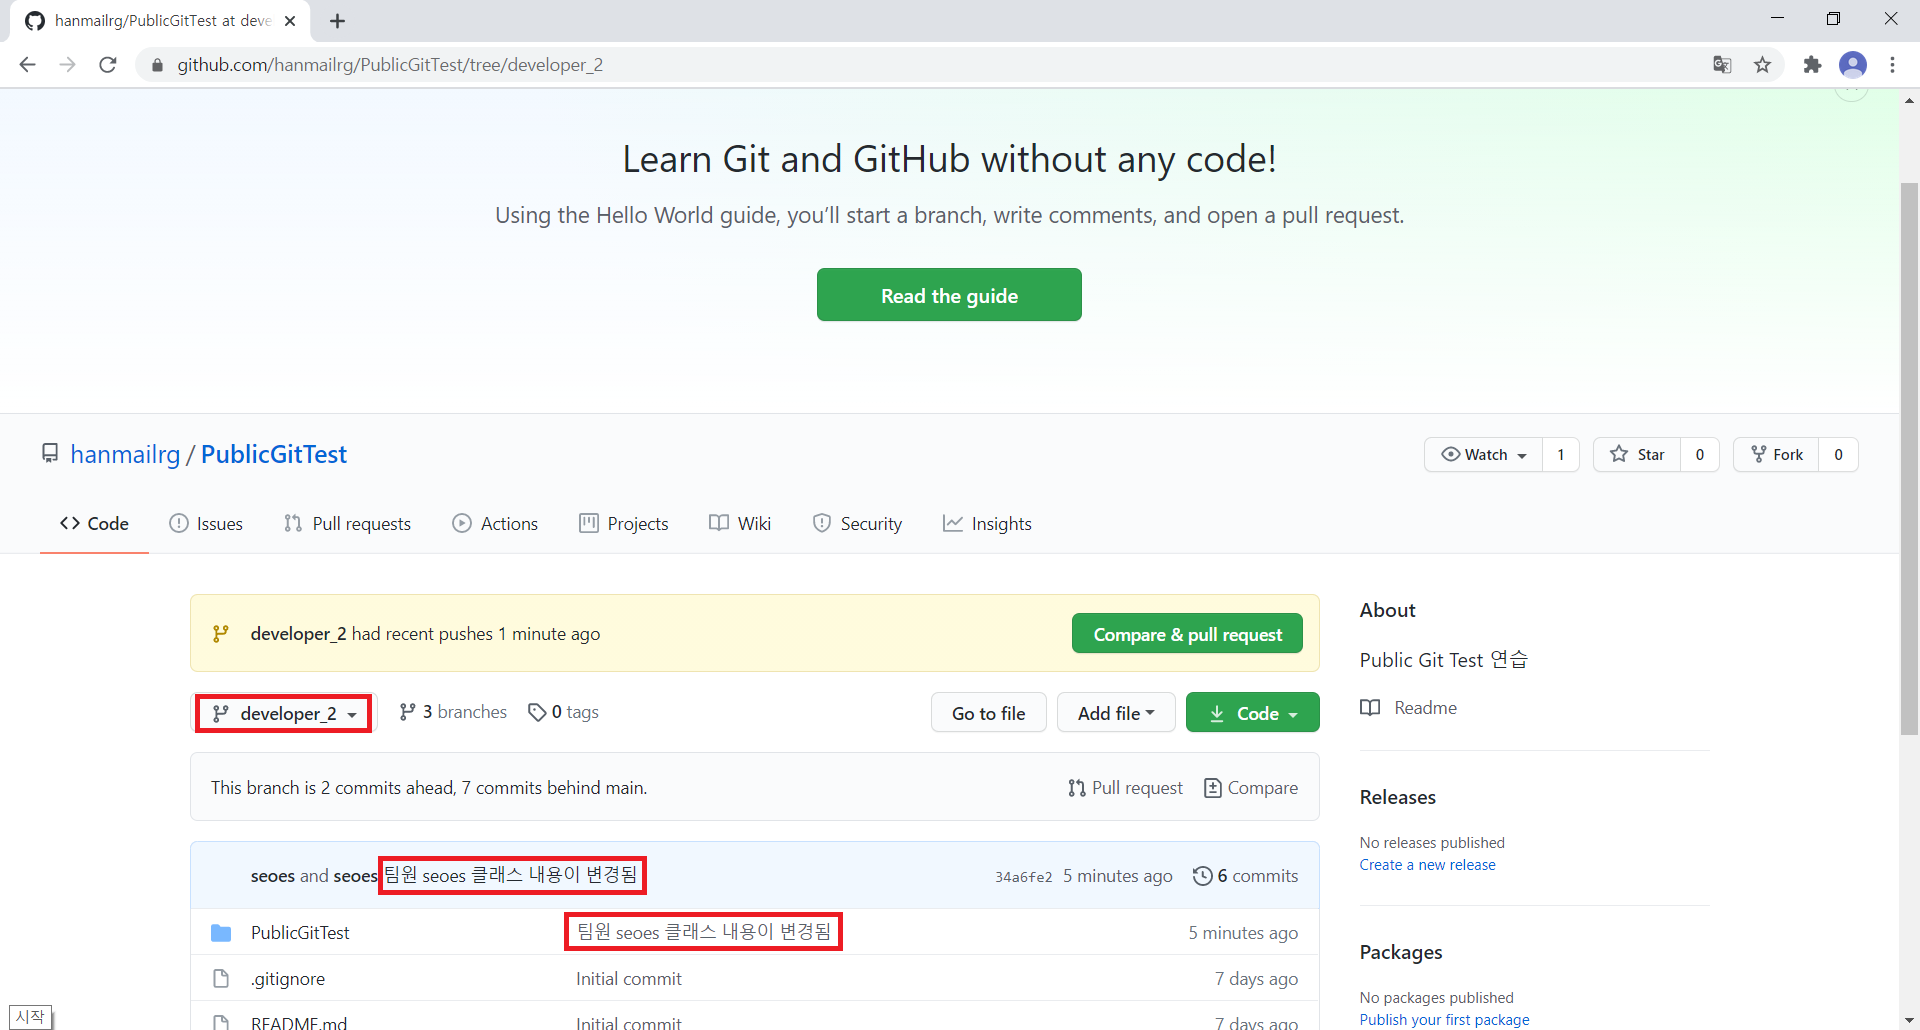 hanmailrg/PublicGitTest at deve
github.com/hanmailrg/PublicGitTest/tree/developer_2
Learn Git and GitHub without any code!
Using the Hello World guide, you’ll start a branch, write comments, and open a pull request.
Read the guide
hanmailrg / PublicGitTest
Watch 1 Star 0 Fork 0
Code Issues Pull requests Actions Projects Wiki Security Insights
developer_2 had recent pushes 1 minute ago Compare & pull request
developer_2 3 branches 0 tags Go to file Add file Code
This branch is 2 commits ahead, 7 commits behind main. Pull request Compare
seoes and seoes 팀원 seoes 클래스 내용이 변경됨 34a6fe2 5 minutes ago 6 commits
PublicGitTest 팀원 seoes 클래스 내용이 변경됨 5 minutes ago
.gitignore Initial commit 7 days ago
README.md Initial commit 7 days ago
About
Public Git Test 연습
Readme
Releases
No releases published
Create a new release
Packages
No packages published
Publish your first package
시작